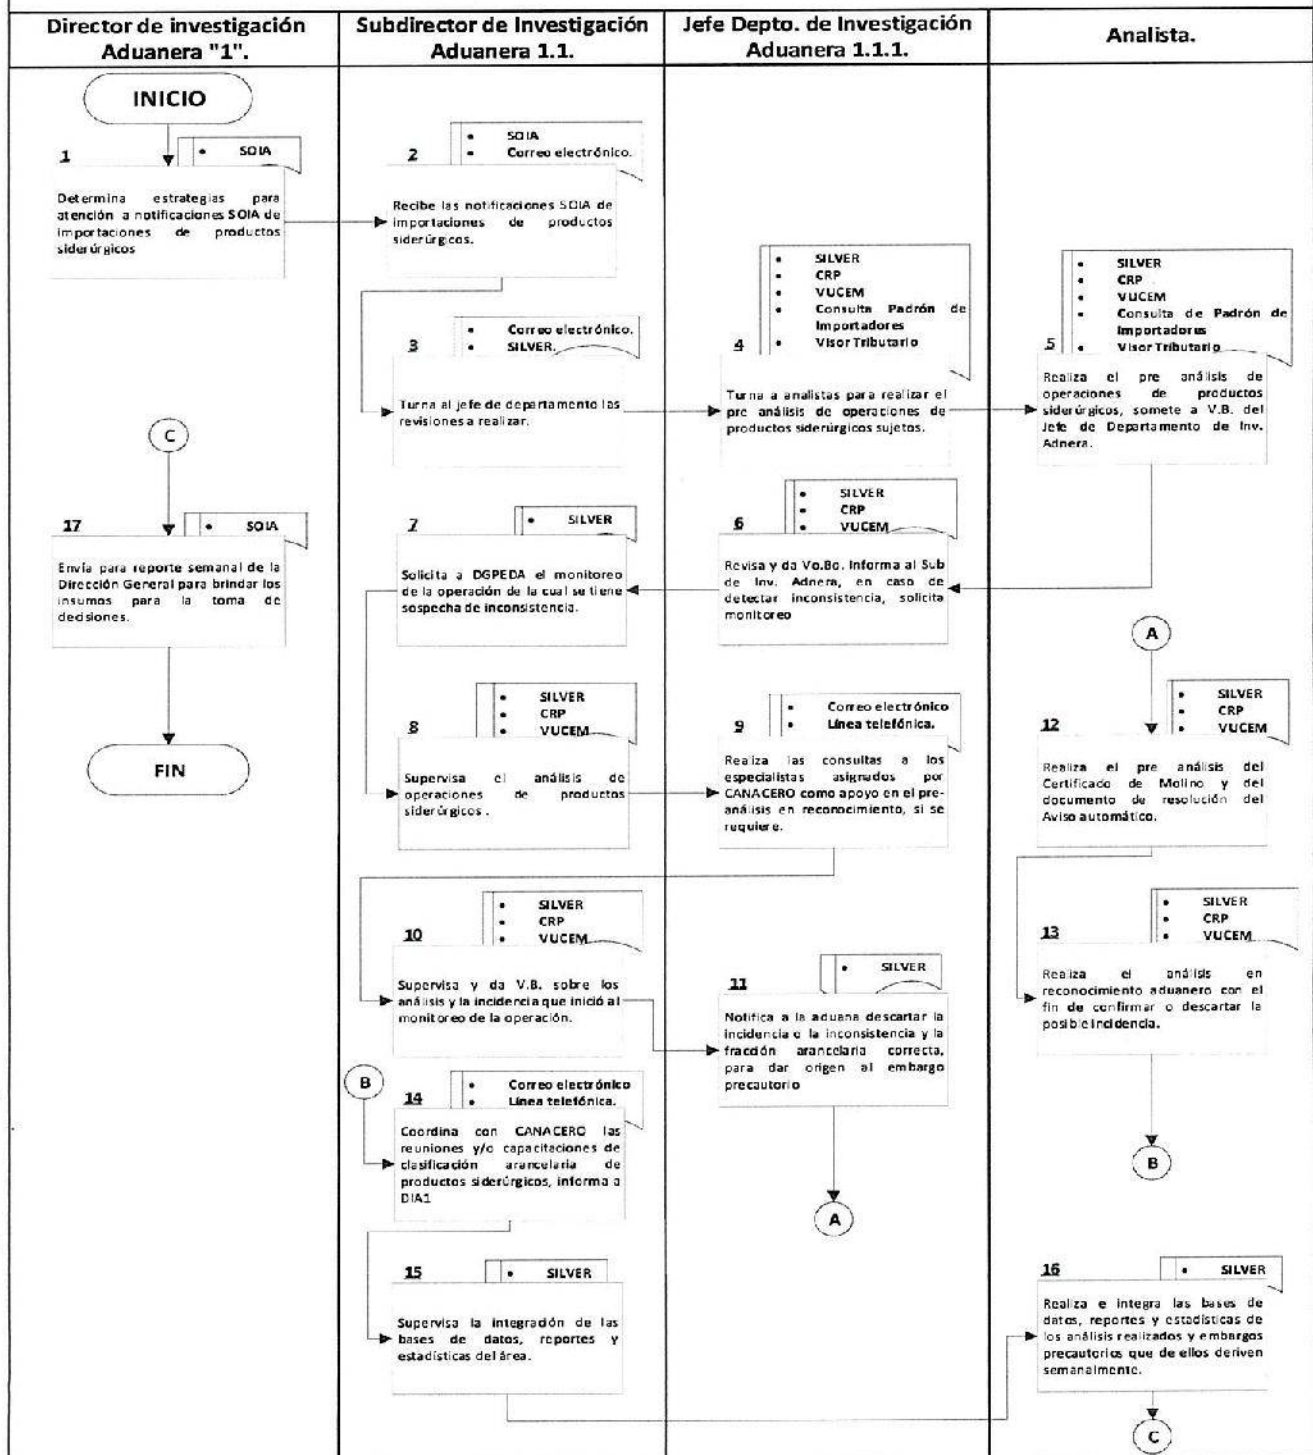 Director de investigación
Aduanera "1".
Subdirector de Investigación
Aduanera 1.1.
Jefe Depto. de Investigación
Aduanera 1.1.1.
Analista.
INICIO
1
• SOIA
Determina estrategias para
atención a notificaciones SOIA de
importaciones de productos
siderúrgicos
2
• SOIA
• Correo electrónico.
Recibe las notificaciones SOIA de
importaciones de productos
siderúrgicos.
3
• Correo electrónico.
• SILVER.
Turna al jefe de departamento las
revisiones a realizar.
4
• SILVER
• CRP
• VUCEM
• Consulta Padrón de
Importadores
• Visor Tributario
Turna a analistas para realizar el
pre análisis de operaciones de
productos siderúrgicos sujetos.
5
• SILVER
• CRP
• VUCEM
• Consulta de Padrón de
Importadores
• Visor Tributario
Realiza el pre análisis de
operaciones de productos
siderúrgicos, somete a V.B. del
Jefe de Departamento de Inv.
Adnera.
C
17
• SOIA
Envía para reporte semanal de la
Dirección General para brindar los
insumos para la toma de
decisiones.
FIN
7
• SILVER
Solicita a DGPEDA el monitoreo
de la operación de la cual se tiene
sospecha de inconsistencia.
6
• SILVER
• CRP
• VUCEM
Revisa y da Vo.Bo. Informa al Sub
de Inv. Adnera, en caso de
detectar inconsistencia, solicita
monitoreo
A
8
• SILVER
• CRP
• VUCEM
Supervisa el análisis de
operaciones de productos
siderúrgicos .
9
• Correo electrónico
• Línea telefónica.
Realiza las consultas a los
especialistas asignados por
CANACERO como apoyo en el pre-
análisis en reconocimiento, si se
requiere.
12
• SILVER
• CRP
• VUCEM
Realiza el pre análisis del
Certificado de Molino y del
documento de resolución del
Aviso automático.
10
• SILVER
• CRP
• VUCEM
Supervisa y da V.B. sobre los
análisis y la incidencia que inició al
monitoreo de la operación.
11
• SILVER
Notifica a la aduana descartar la
incidencia o la inconsistencia y la
fracción arancelaria correcta,
para dar origen al embargo
precautorio
A
13
• SILVER
• CRP
• VUCEM
Realiza el análisis en
reconocimiento aduanero con el
fin de confirmar o descartar la
posible incidencia.
B
B
14
• Correo electrónico
• Línea telefónica.
Coordina con CANACERO las
reuniones y/o capacitaciones de
clasificación arancelaria de
productos siderúrgicos, informa a
DIA1
15
• SILVER
Supervisa la integración de las
bases de datos, reportes y
estadísticas del área.
16
• SILVER
Realiza e integra las bases de
datos, reportes y estadísticas de
los análisis realizados y embargos
precautorios que de ellos deriven
semanalmente.
C